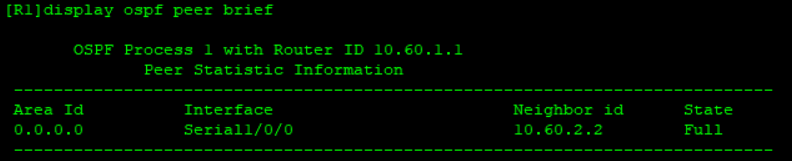 [R1]display ospf peer brief
OSPF Process 1 with Router ID 10.60.1.1
Peer Statistic Information
----------------------------------------------------------------------------
Area Id Interface Neighbor id State
0.0.0.0 Serial1/0/0 10.60.2.2 Full
----------------------------------------------------------------------------